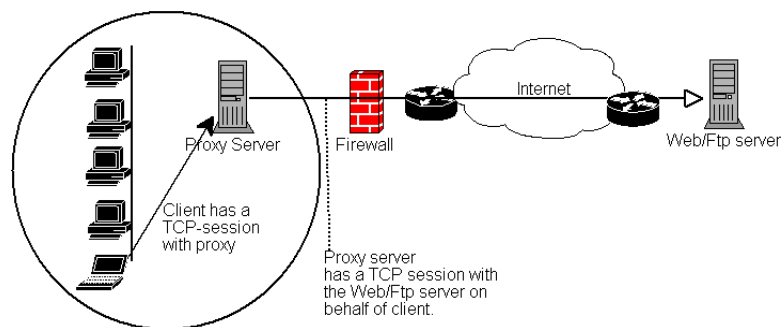 Proxy Server
Firewall
Internet
Web/Ftp server
Client has a
TCP-session
with proxy
Proxy server
has a TCP session with
the Web/Ftp server on
behalf of client.